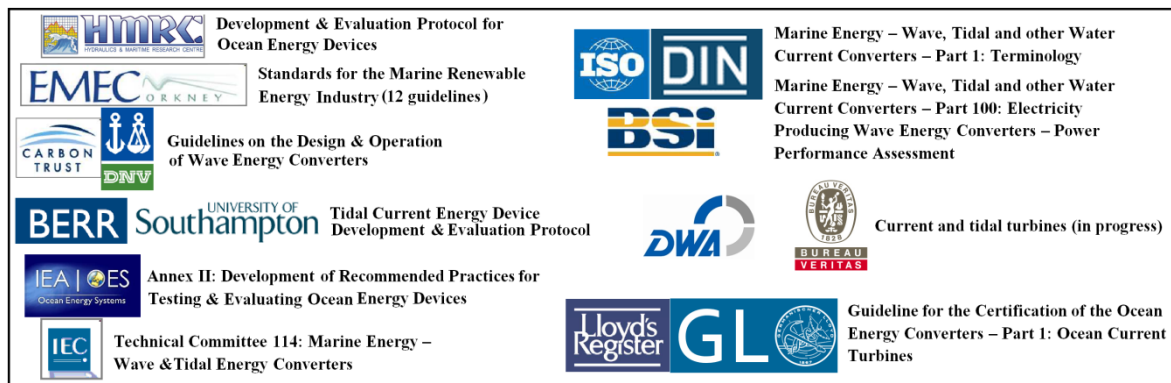 HMRC
HYDRAULICS & MARITIME RESEARCH CENTRE
Development & Evaluation Protocol for
Ocean Energy Devices
EMEC
ORKNEY
Standards for the Marine Renewable
Energy Industry (12 guidelines)
CARBON
TRUST
DNV
Guidelines on the Design & Operation
of Wave Energy Converters
BERR
UNIVERSITY OF
Southampton
Tidal Current Energy Device
Development & Evaluation Protocol
IEA | OES
Ocean Energy Systems
Annex II: Development of Recommended Practices for
Testing & Evaluating Ocean Energy Devices
IEC
Technical Committee 114: Marine Energy –
Wave &Tidal Energy Converters
ISO
DIN
BSi
Marine Energy – Wave, Tidal and other Water
Current Converters – Part 1: Terminology
Marine Energy – Wave, Tidal and other Water
Current Converters – Part 100: Electricity
Producing Wave Energy Converters – Power
Performance Assessment
DWA
BUREAU VERITAS
1828
BUREAU
VERITAS
Current and tidal turbines (in progress)
Lloyd's
Register
GL
Guideline for the Certification of the Ocean
Energy Converters – Part 1: Ocean Current
Turbines